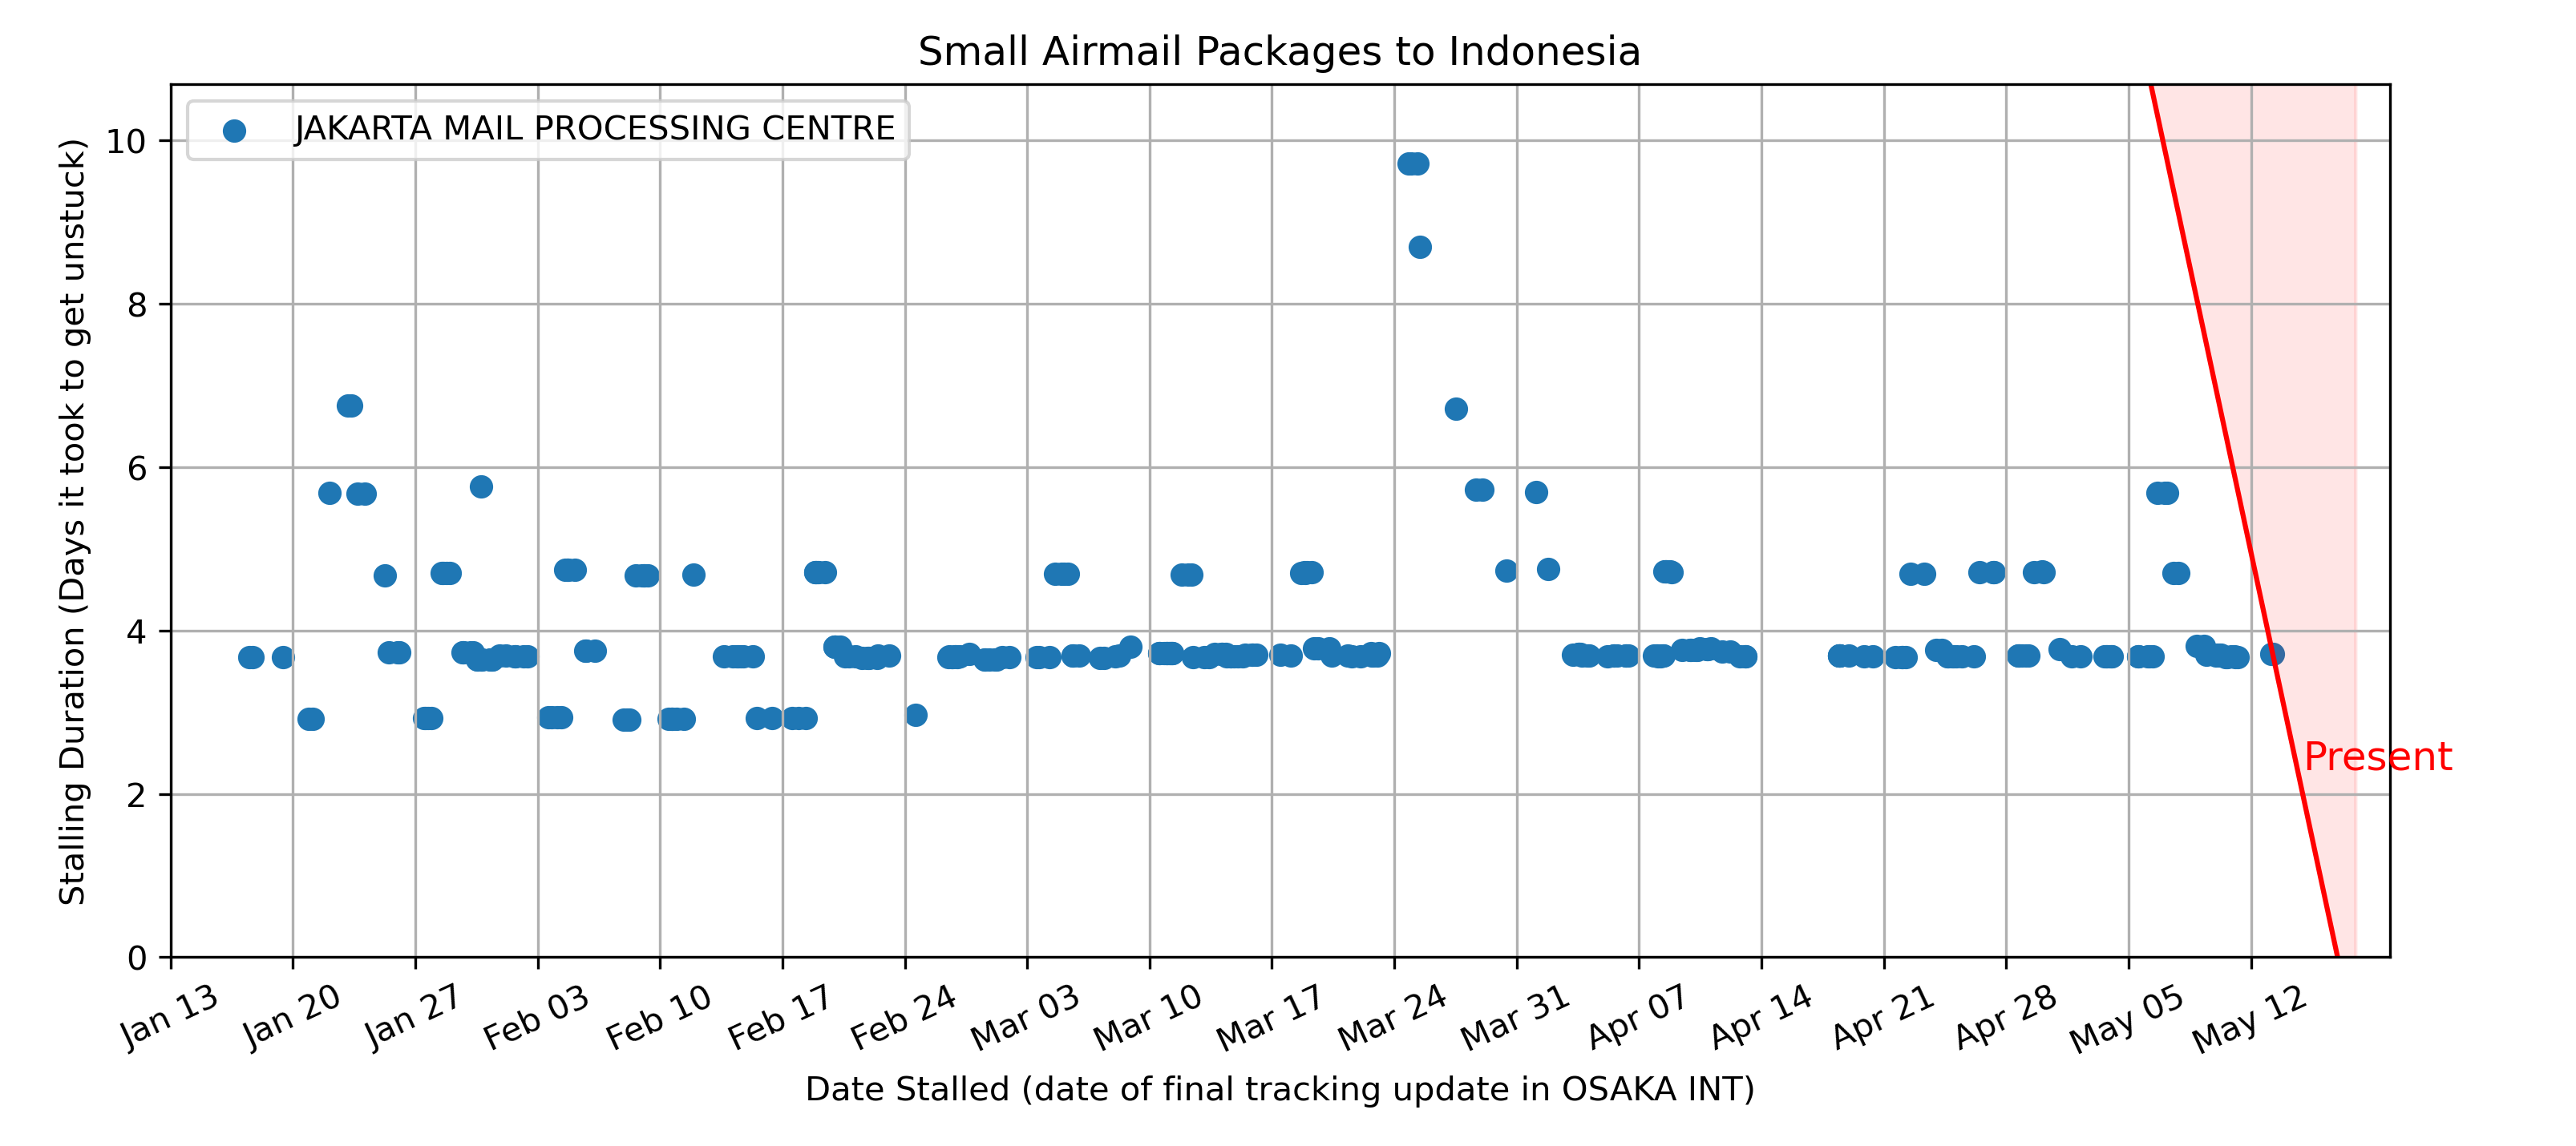 Small Airmail Packages to Indonesia
JAKARTA MAIL PROCESSING CENTRE
Stalling Duration (Days it took to get unstuck)
10
8
6
4
2
0
Present
Jan 13
Jan 20
Jan 27
Feb 03
Feb 10
Feb 17
Feb 24
Mar 03
Mar 10
Mar 17
Mar 24
Mar 31
Apr 07
Apr 14
Apr 21
Apr 28
May 05
May 12
Date Stalled (date of final tracking update in OSAKA INT)